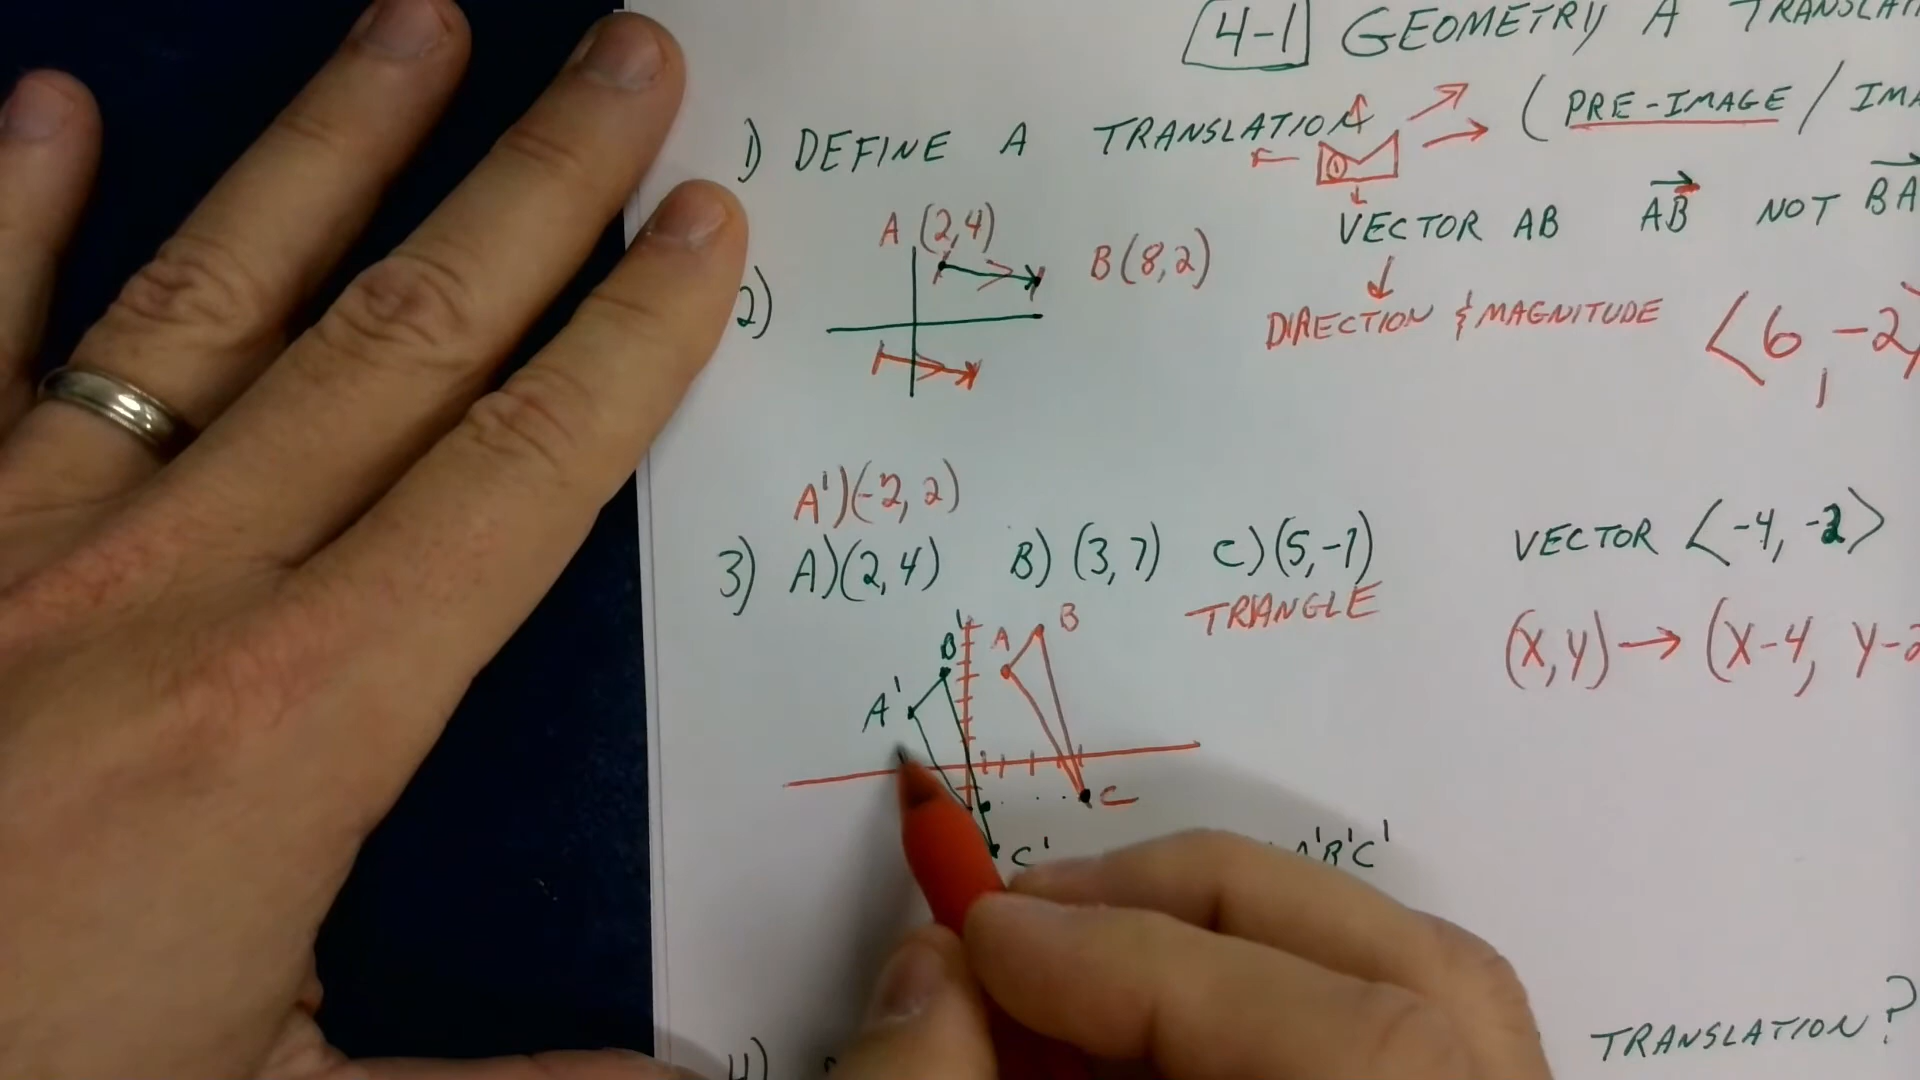 4-1 GEOMETRY A
1) DEFINE A TRANSLATION (PRE-IMAGE /
1
A (2,4)
VECTOR AB AB NOT BA
2)
B(8,2)
DIRECTION & MAGNITUDE <6, -2>
A')(-2, 2)
3) A)(2,4) B) (3,7) C)(5,-1) VECTOR <-4, -2>
TRIANGLE
(X,Y) → (X-4, Y-2
B' A B
A'
C
C' A'B'C'
TRANSLATION?
4)